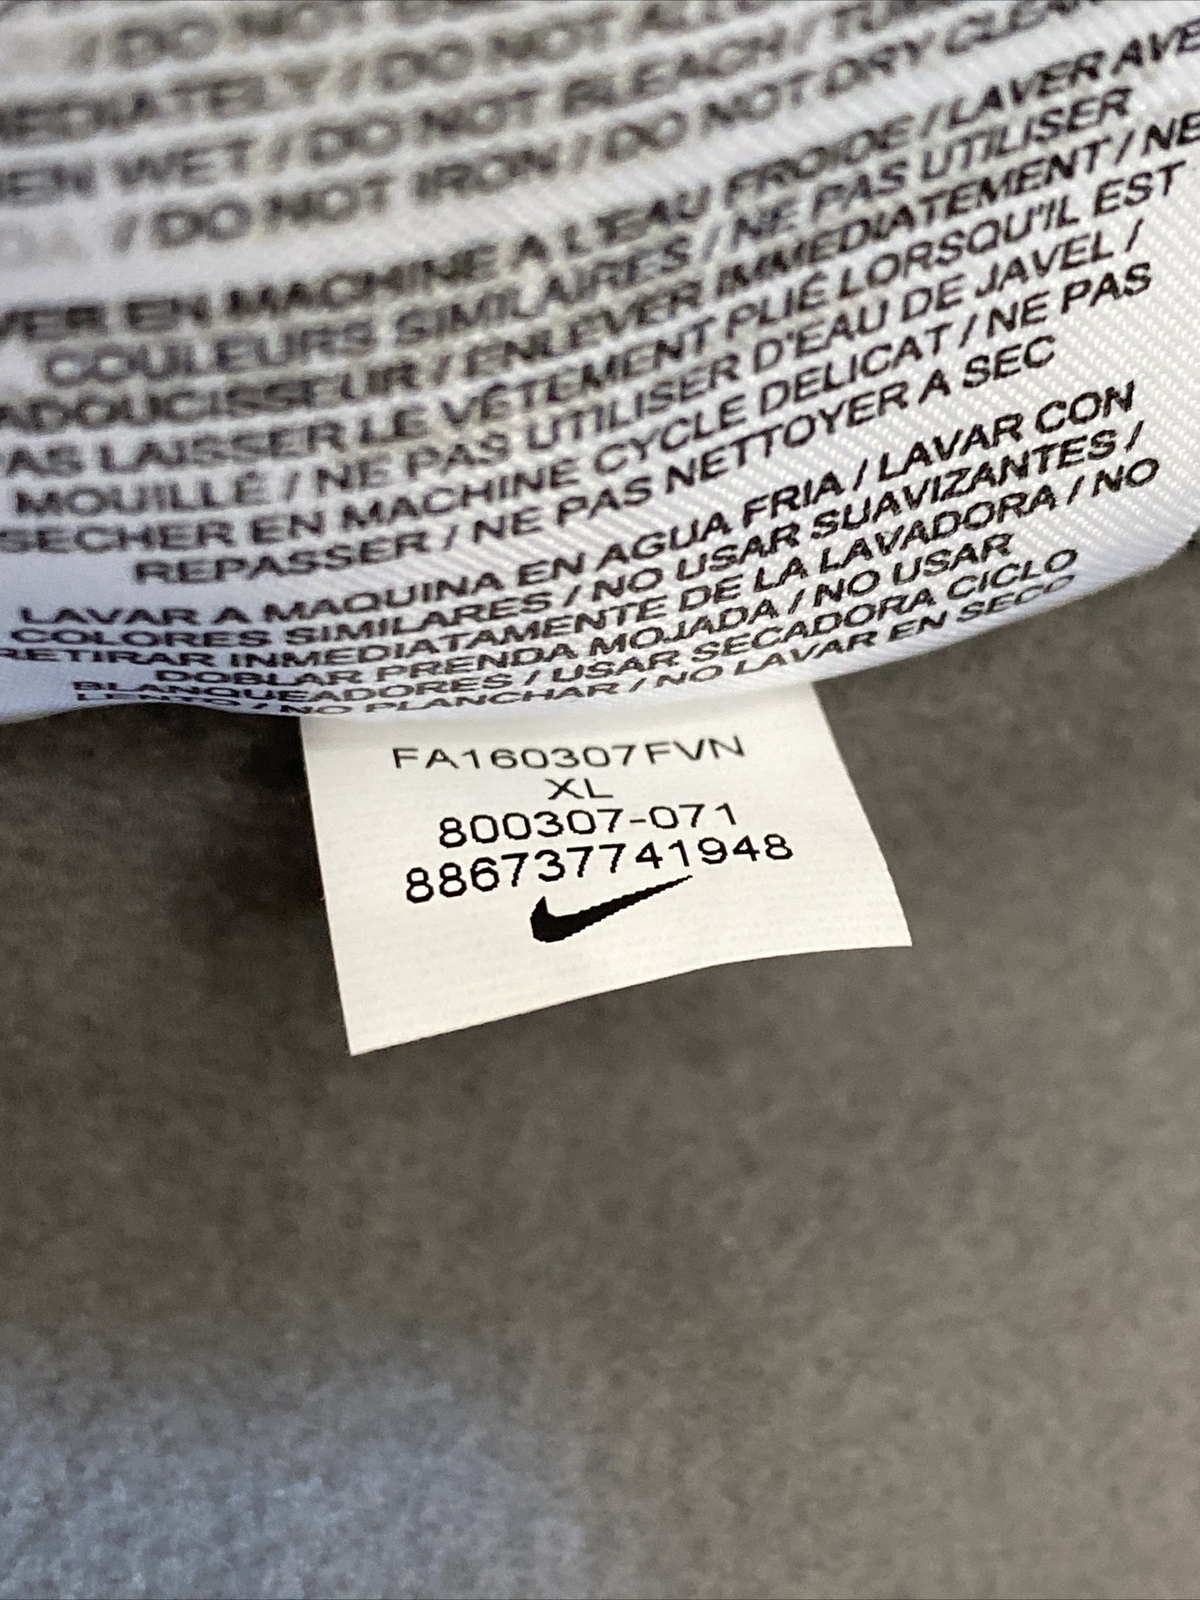 / DO NOT
MEDIATELY / DO NOT
WET / DO NOT BLEACH /
/ DO NOT IRON / DO NOT DRY CLEAN
EN MACHINE A L'EAU FROIDE / LAVER
COULEURS SIMILAIRES / NE PAS UTILISER
ADOUCISSEUR / ENLEVER IMMEDIATEMENT / NE
PAS LAISSER LE VÊTEMENT PLIÉ LORSQU'IL EST
MOUILLÉ / NE PAS UTILISER D'EAU DE JAVEL /
SECHER EN MACHINE CYCLE DELICAT / NE PAS
REPASSER / NE PAS NETTOYER A SEC
LAVAR A MAQUINA EN AGUA FRIA / LAVAR CON
COLORES SIMILARES / NO USAR SUAVIZANTES /
RETIRAR INMEDIATAMENTE DE LA LAVADORA / NO
DOBLAR PRENDA MOJADA / NO USAR
BLANQUEADORES / USAR SECADORA CICLO
LENTO / NO PLANCHAR / NO LAVAR EN SECO
FA160307FVN
XL
800307-071
886737741948